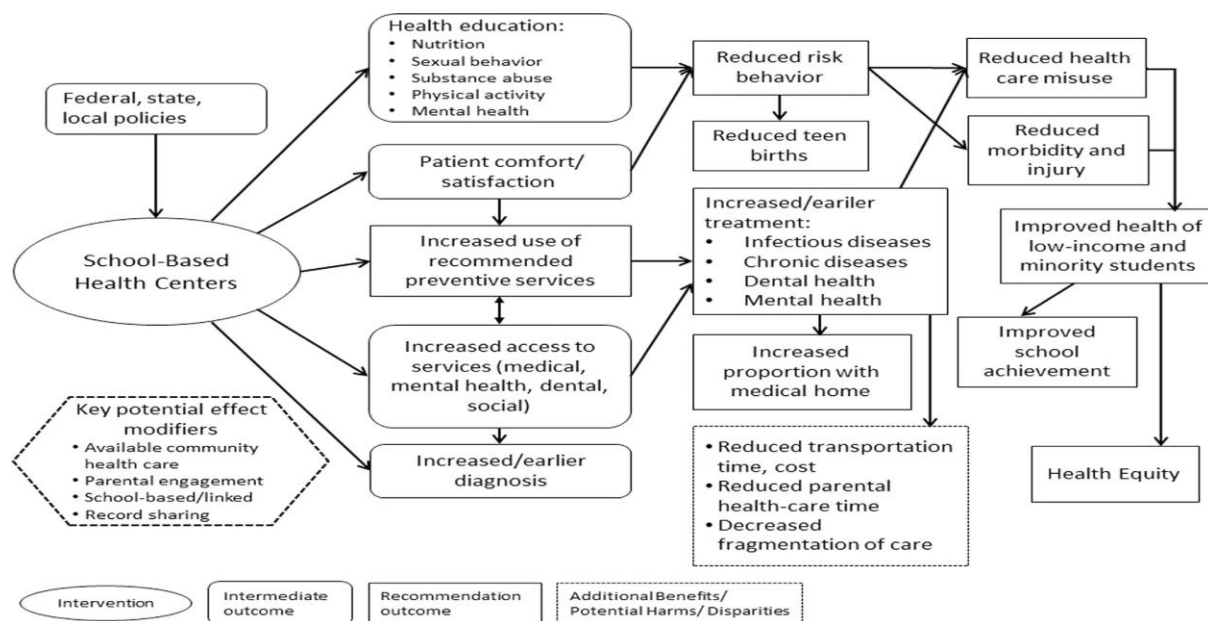 Federal, state,
local policies
School-Based
Health Centers
Key potential effect
modifiers
• Available community
health care
• Parental engagement
• School-based/linked
• Record sharing
Health education:
• Nutrition
• Sexual behavior
• Substance abuse
• Physical activity
• Mental health
Patient comfort/
satisfaction
Increased use of
recommended
preventive services
Increased access to
services (medical,
mental health, dental,
social)
Increased/earlier
diagnosis
Reduced risk
behavior
Reduced teen
births
Increased/eariler
treatment:
• Infectious diseases
• Chronic diseases
• Dental health
• Mental health
Increased
proportion with
medical home
• Reduced transportation
time, cost
• Reduced parental
health-care time
• Decreased
fragmentation of care
Reduced health
care misuse
Reduced
morbidity and
injury
Improved health of
low-income and
minority students
Improved
school
achievement
Health Equity
Intervention
Intermediate
outcome
Recommendation
outcome
Additional Benefits/
Potential Harms/ Disparities